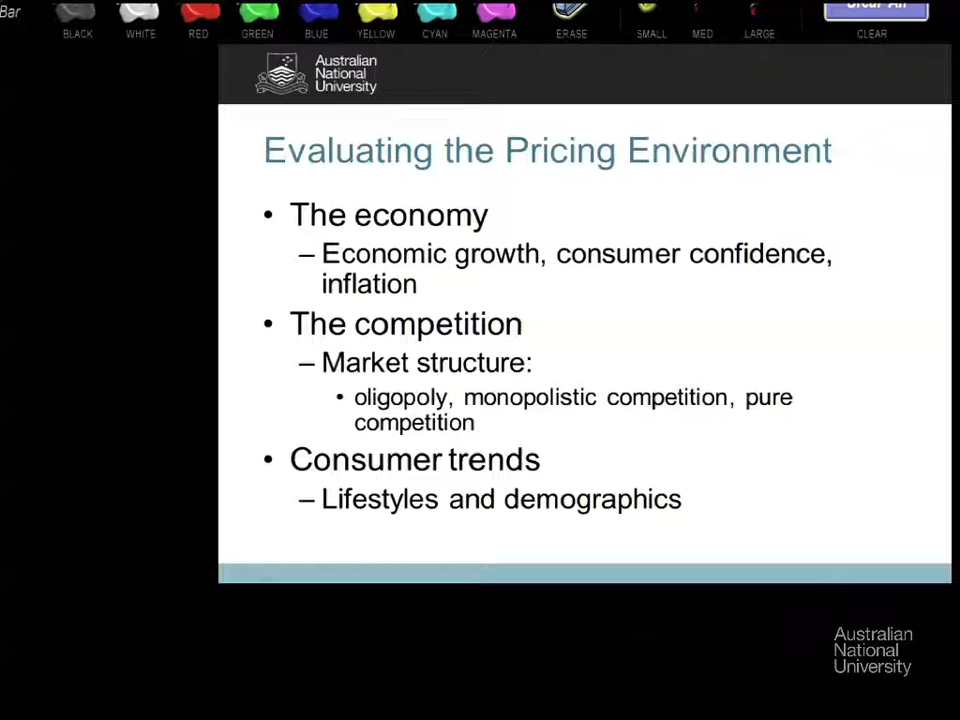 Bar
BLACK WHITE RED GREEN BLUE YELLOW CYAN MAGENTA ERASE SMALL MED LARGE CLEAR
Australian
National
University
Evaluating the Pricing Environment
• The economy
– Economic growth, consumer confidence,
inflation
• The competition
– Market structure:
• oligopoly, monopolistic competition, pure
competition
• Consumer trends
– Lifestyles and demographics
Australian
National
University